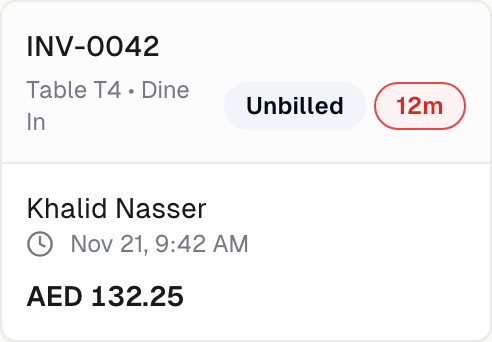 INV-0042
Table T4 • Dine
In
Unbilled
12m
Khalid Nasser
Nov 21, 9:42 AM
AED 132.25